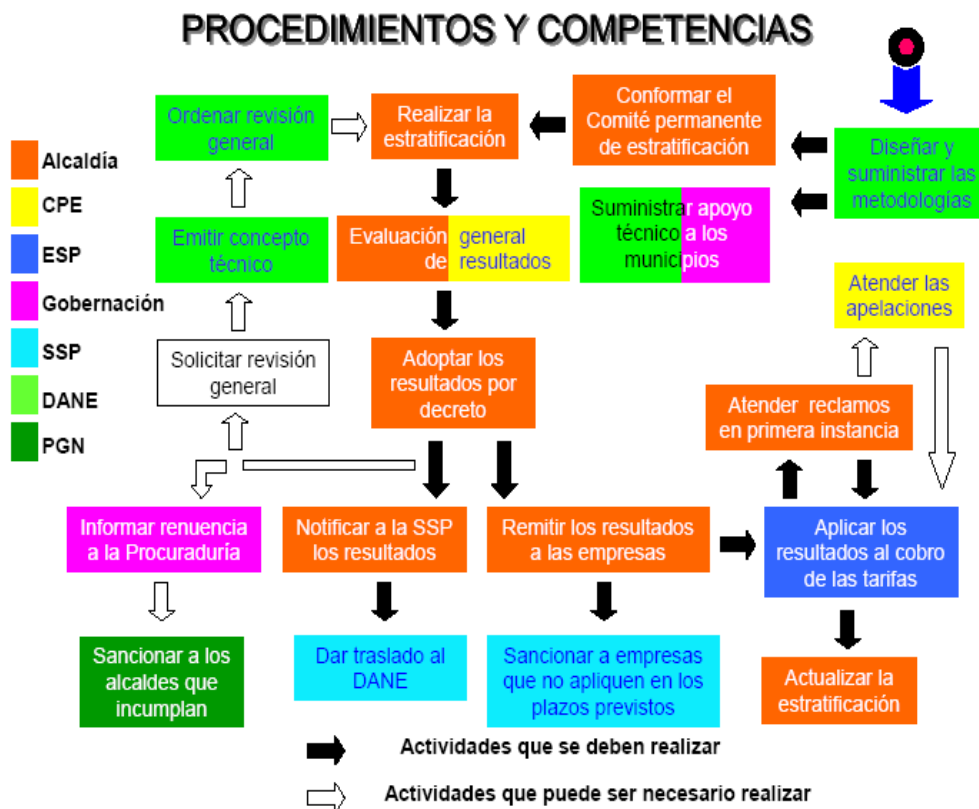 PROCEDIMIENTOS Y COMPETENCIAS
Ordenar revisión
general
Realizar la
estratificación
Conformar el
Comité permanente
de estratificación
Diseñar y
suministrar las
metodologías
Alcaldía
CPE
ESP
Gobernación
SSP
DANE
PGN
Emitir concepto
técnico
Evaluación general
de resultados
Suministrar apoyo
técnico a los
municipios
Atender las
apelaciones
Solicitar revisión
general
Adoptar los
resultados por
decreto
Atender reclamos
en primera instancia
Informar renuencia
a la Procuraduría
Notificar a la SSP
los resultados
Remitir los resultados
a las empresas
Aplicar los
resultados al cobro
de las tarifas
Sancionar a los
alcaldes que
incumplan
Dar traslado al
DANE
Sancionar a empresas
que no apliquen en los
plazos previstos
Actualizar la
estratificación
Actividades que se deben realizar
Actividades que puede ser necesario realizar